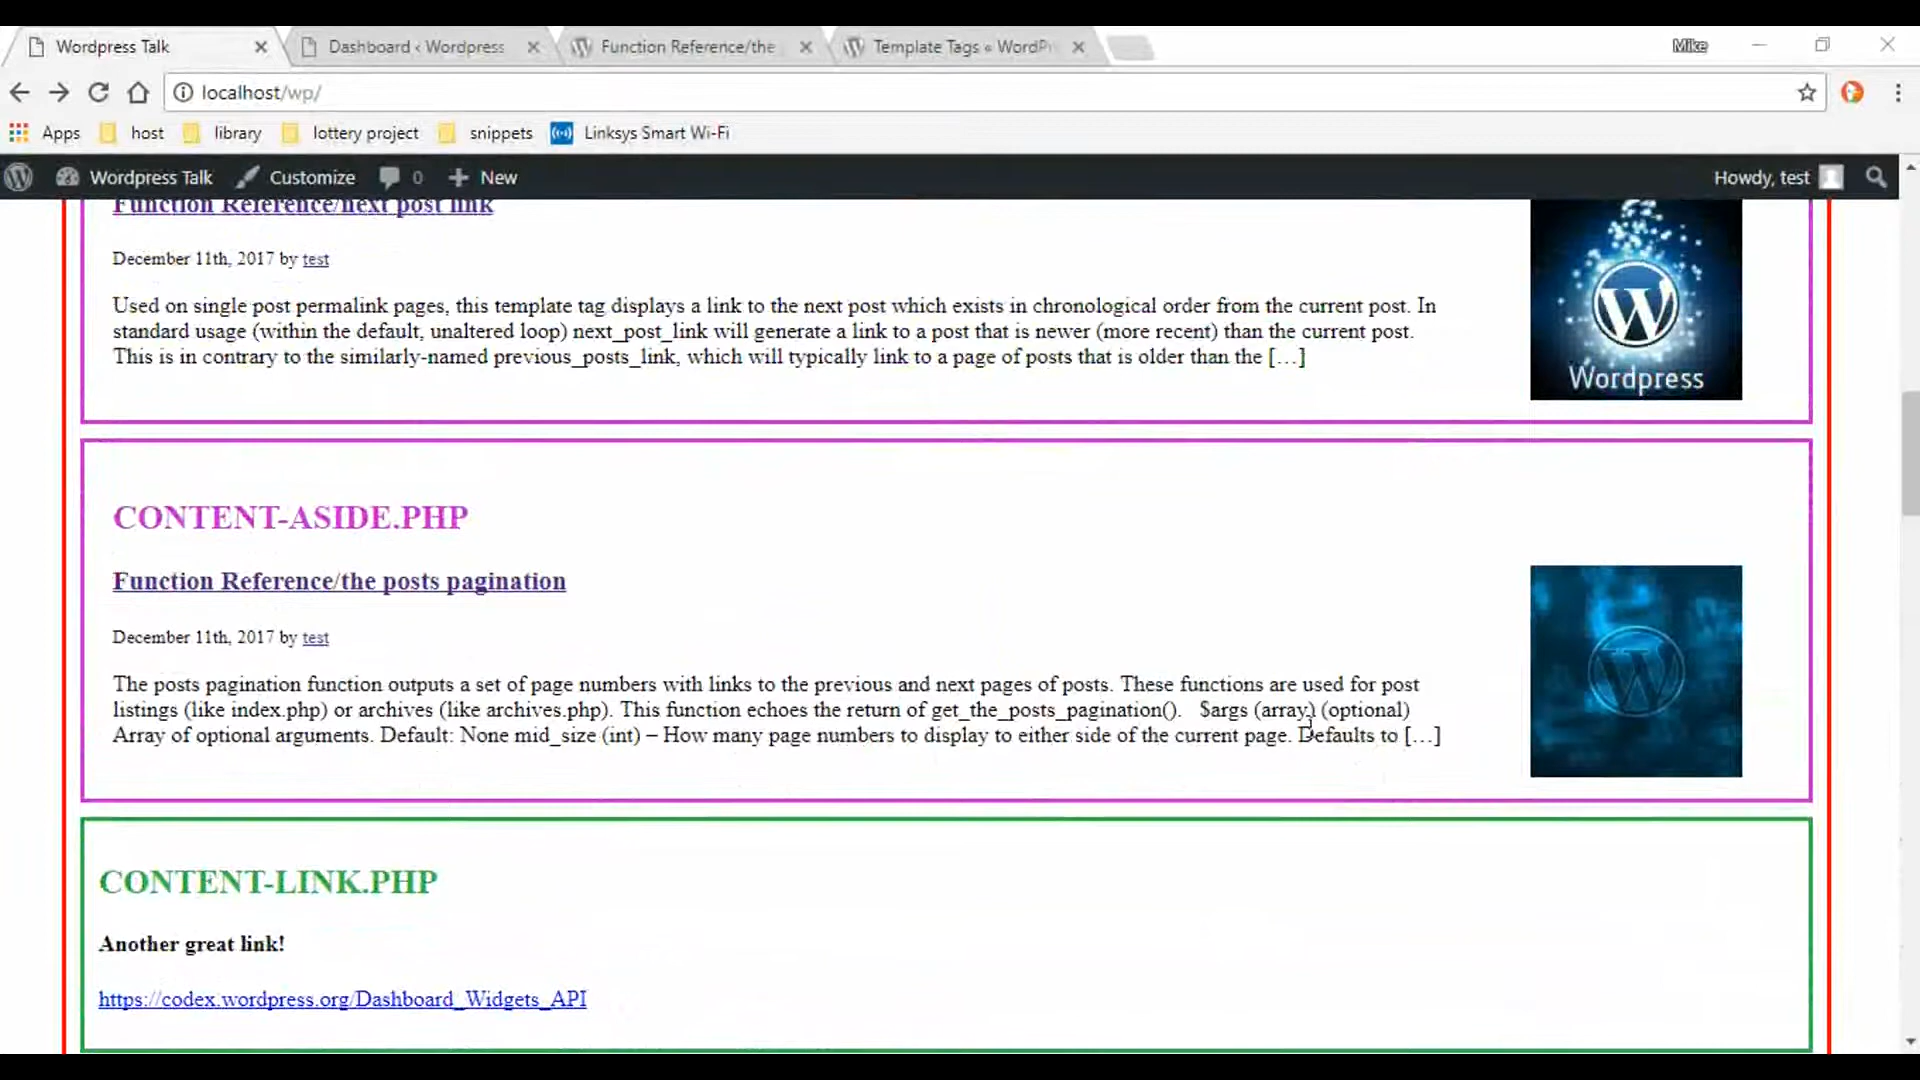 Wordpress Talk
Dashboard ‹ Wordpress
Function Reference/the
Template Tags « WordPr
Mike
localhost/wp/
Apps
host
library
lottery project
snippets
Linksys Smart Wi-Fi
Wordpress Talk
Customize
0
New
Howdy, test
Function Reference/next post link
December 11th, 2017 by test
Used on single post permalink pages, this template tag displays a link to the next post which exists in chronological order from the current post. In
standard usage (within the default, unaltered loop) next_post_link will generate a link to a post that is newer (more recent) than the current post.
This is in contrary to the similarly-named previous_posts_link, which will typically link to a page of posts that is older than the […]
Wordpress
CONTENT-ASIDE.PHP
Function Reference/the posts pagination
December 11th, 2017 by test
The posts pagination function outputs a set of page numbers with links to the previous and next pages of posts. These functions are used for post
listings (like index.php) or archives (like archives.php). This function echoes the return of get_the_posts_pagination().   $args (array) (optional)
Array of optional arguments. Default: None mid_size (int) – How many page numbers to display to either side of the current page. Defaults to […]
CONTENT-LINK.PHP
Another great link!
https://codex.wordpress.org/Dashboard_Widgets_API